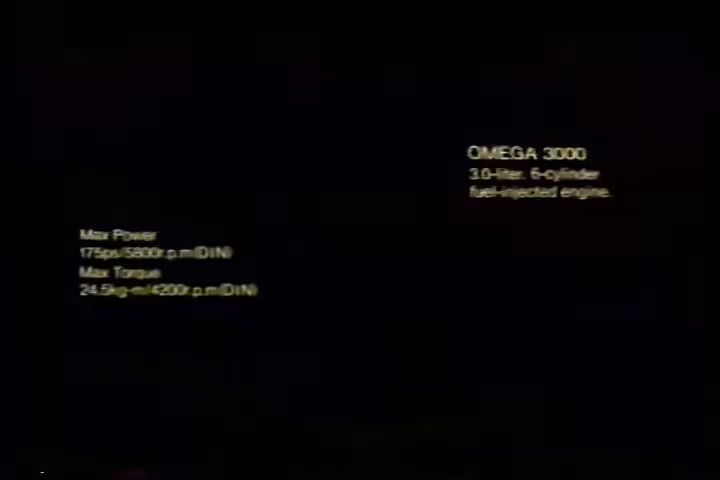 OMEGA 3000
3.0-liter. 6-cylinder
fuel-injected engine.
Max Power
175ps/5800r.p.m(DIN)
Max Torque
24.5kg-m/4200r.p.m(DIN)